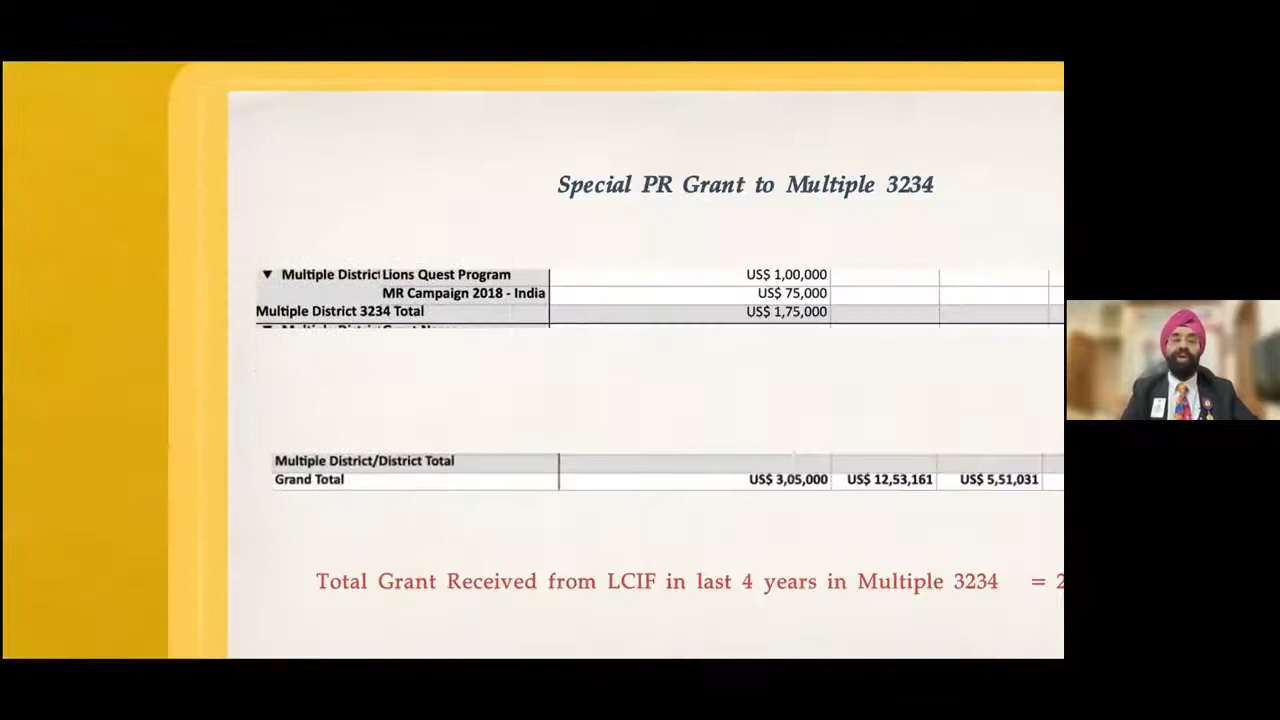 Special PR Grant to Multiple 3234
▼ Multiple District Lions Quest Program US$ 1,00,000
MR Campaign 2018 - India US$ 75,000
Multiple District 3234 Total US$ 1,75,000
Multiple District/District Total
Grand Total US$ 3,05,000 US$ 12,53,161 US$ 5,51,031
Total Grant Received from LCIF in last 4 years in Multiple 3234 = 2